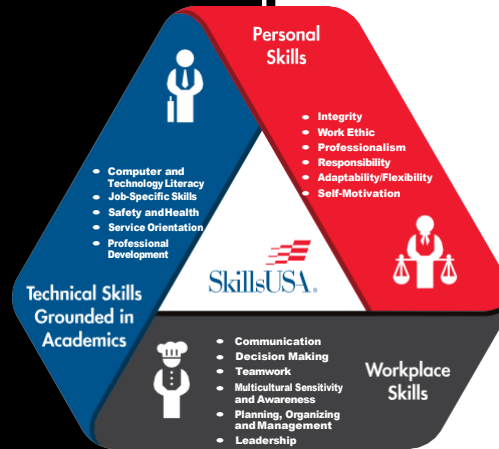 Personal
Skills
Integrity
Work Ethic
Professionalism
Responsibility
Adaptability/Flexibility
Self-Motivation
Computer and
Technology Literacy
Job-Specific Skills
Safety and Health
Service Orientation
Professional
Development
SkillsUSA®
Technical Skills
Grounded in
Academics
Communication
Decision Making
Teamwork
Multicultural Sensitivity
and Awareness
Planning, Organizing
and Management
Leadership
Workplace
Skills